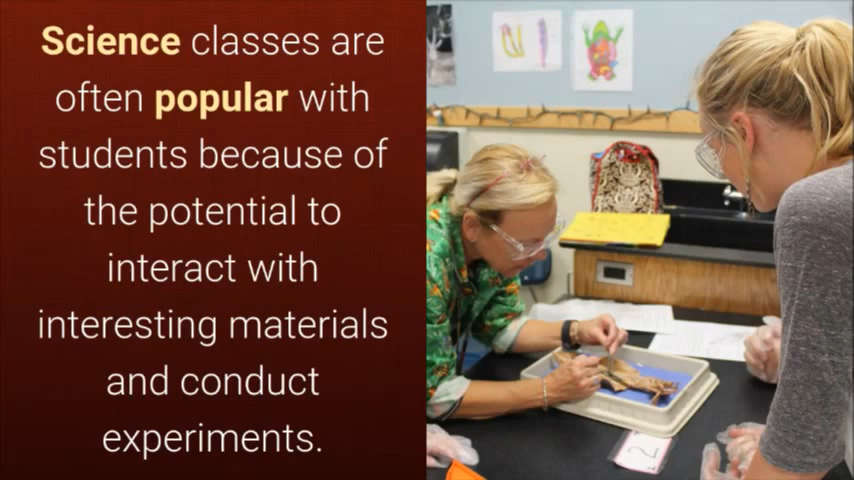 Science classes are
often popular with
students because of
the potential to
interact with
interesting materials
and conduct
experiments.
2